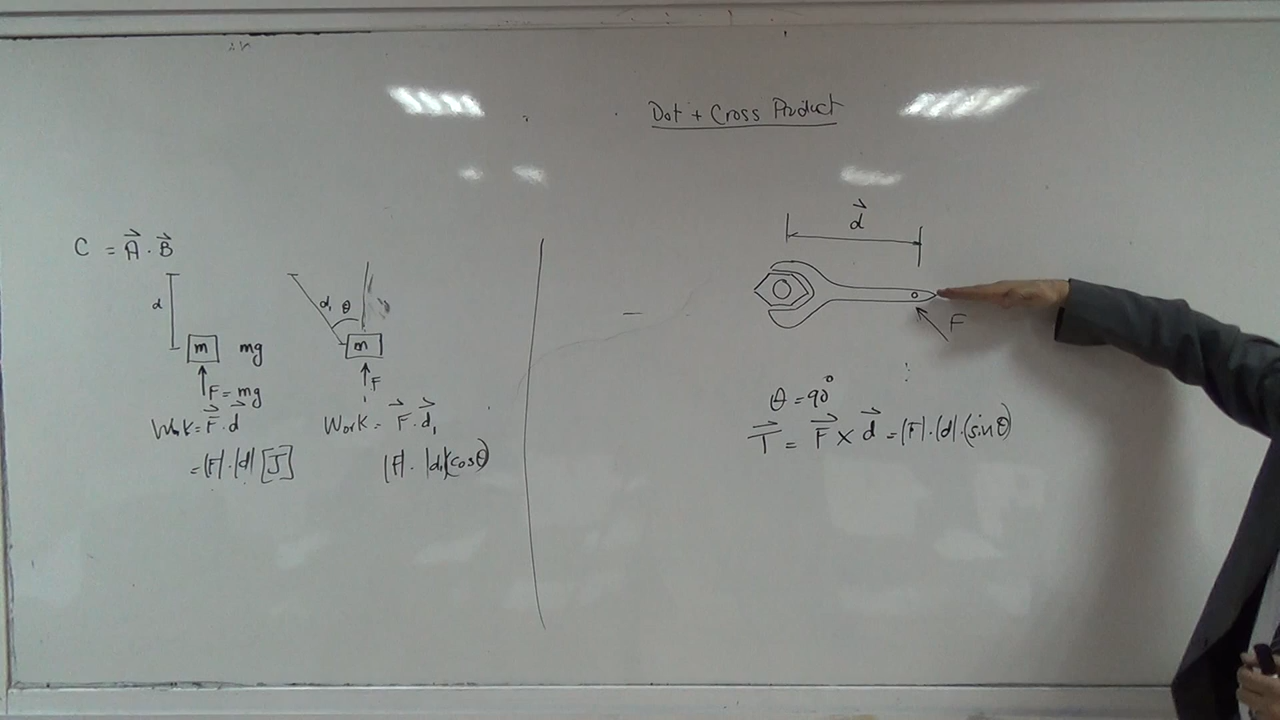 Dot + Cross Product
C = A⃗ · B⃗
d
m mg
F = mg
Work = F⃗ · d⃗
= |F| · |d| [J]
d₁ θ
m
F
Work = F⃗ · d⃗₁
|F| · |d₁|(cosθ)
d⃗
F
θ = 90°
T⃗ = F⃗ × d⃗ = |F| · |d| · (sinθ)